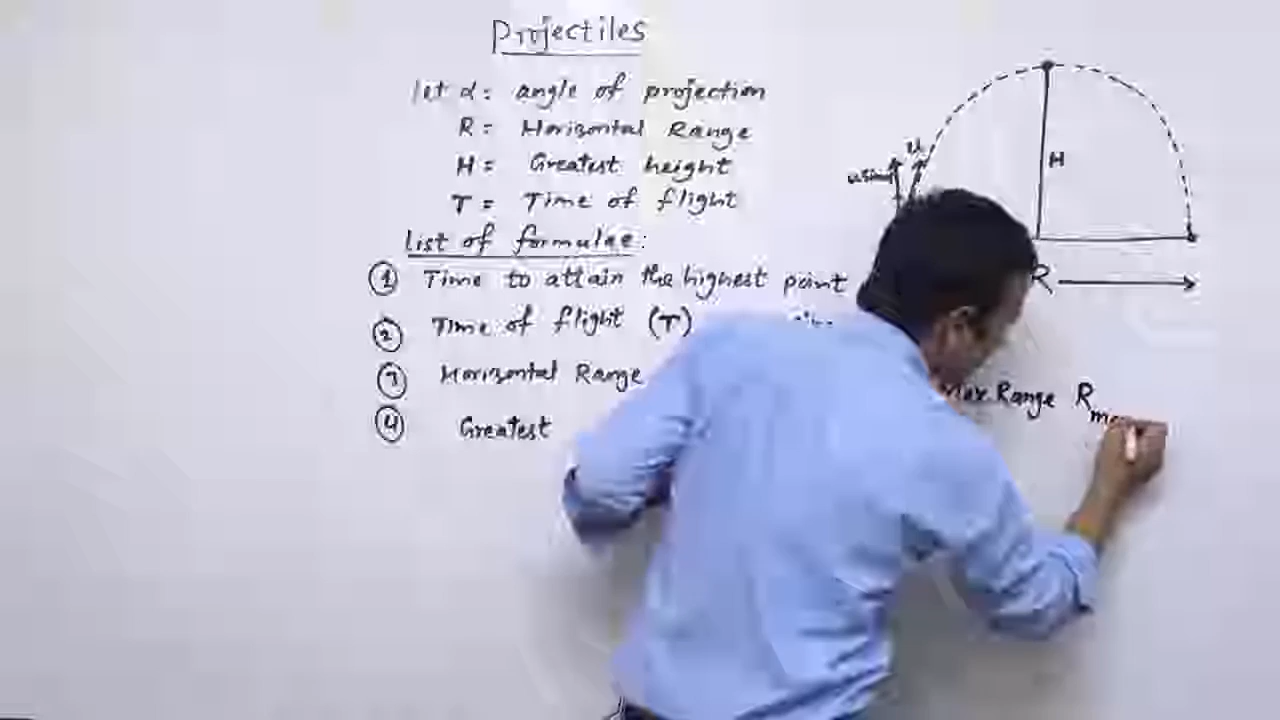 Projectiles
let α: angle of projection
R: Horizontal Range
H: Greatest height
T: Time of flight
list of formulae:
① Time to attain the highest point
② Time of flight (T)
③ Horizontal Range
④ Greatest
Max. Range R
u
H
R